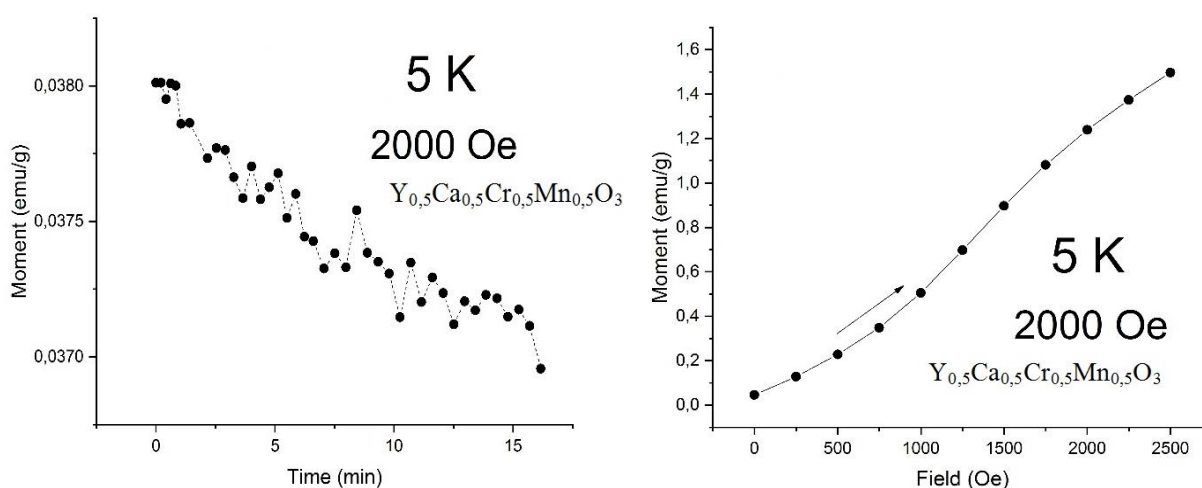 0,0380
0,0375
0,0370
Moment (emu/g)
5 K
2000 Oe
Y0,5Ca0,5Cr0,5Mn0,5O3
0 5 10 15
Time (min)
1,6
1,4
1,2
1,0
0,8
0,6
0,4
0,2
0,0
Moment (emu/g)
5 K
2000 Oe
Y0,5Ca0,5Cr0,5Mn0,5O3
0 500 1000 1500 2000 2500
Field (Oe)